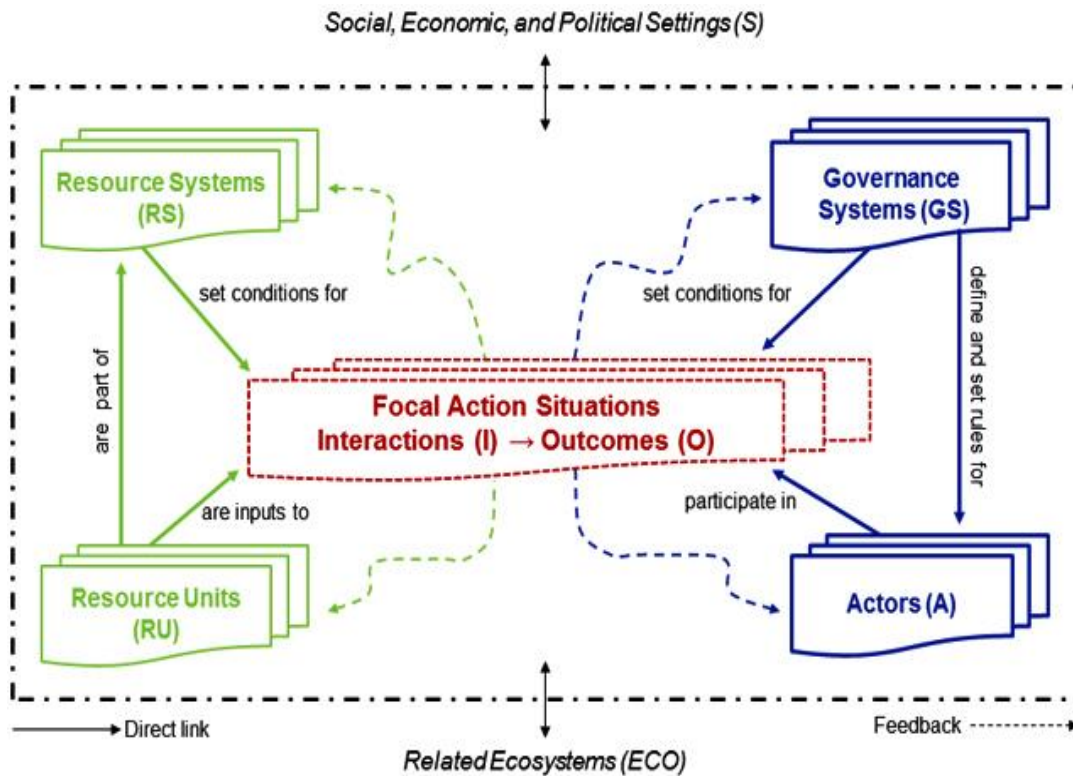 Social, Economic, and Political Settings (S)
Resource Systems
(RS)
Governance
Systems (GS)
set conditions for
set conditions for
are part of
define and set rules for
Focal Action Situations
Interactions (I) → Outcomes (O)
are inputs to
participate in
Resource Units
(RU)
Actors (A)
Direct link
Feedback
Related Ecosystems (ECO)